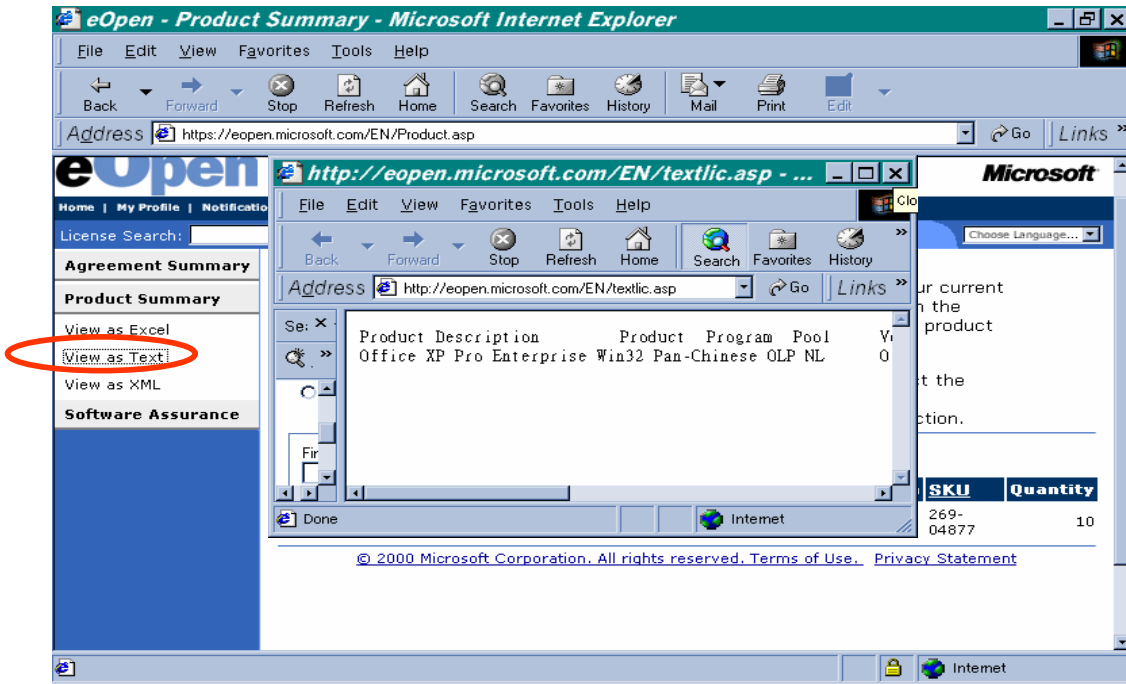 eOpen - Product Summary - Microsoft Internet Explorer
File Edit View Favorites Tools Help
Back Forward Stop Refresh Home Search Favorites History Mail Print Edit
Address https://eopen.microsoft.com/EN/Product.asp Go Links »
eOpen
Microsoft
Home | My Profile | Notificatio
License Search:
Choose Language...
Agreement Summary
Product Summary
View as Excel
View as Text
View as XML
Software Assurance
http://eopen.microsoft.com/EN/textlic.asp - ...
Clo
File Edit View Favorites Tools Help
Back Forward Stop Refresh Home Search Favorites History »
Address http://eopen.microsoft.com/EN/textlic.asp Go Links »
Product Description Product Program Pool
Office XP Pro Enterprise Win32 Pan-Chinese OLP NL O
Fir
Done
Internet
ur current
n the
product
t the
ction.
SKU Quantity
269-
04877 10
© 2000 Microsoft Corporation. All rights reserved. Terms of Use. Privacy Statement
Internet